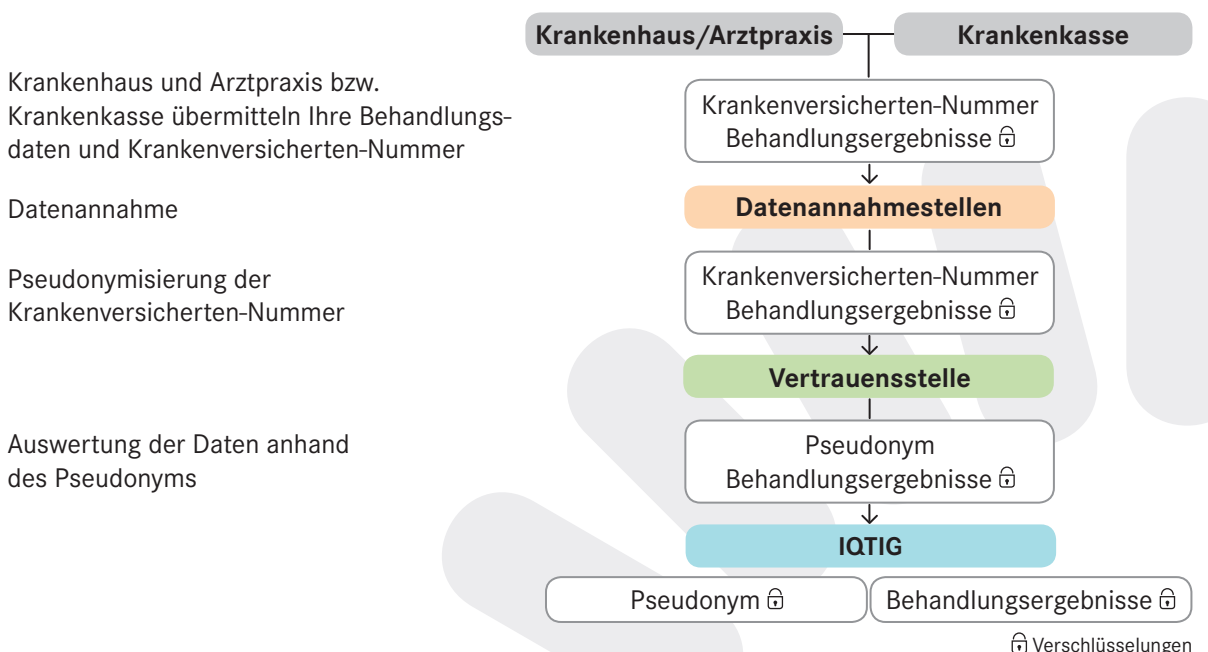 Krankenhaus/Arztpraxis
Krankenkasse
Krankenhaus und Arztpraxis bzw.
Krankenkasse übermitteln Ihre Behandlungs-
daten und Krankenversicherten-Nummer
Krankenversicherten-Nummer
Behandlungsergebnisse
Datenannahme
Datenannahmestellen
Pseudonymisierung der
Krankenversicherten-Nummer
Krankenversicherten-Nummer
Behandlungsergebnisse
Vertrauensstelle
Auswertung der Daten anhand
des Pseudonyms
Pseudonym
Behandlungsergebnisse
IQTIG
Pseudonym
Behandlungsergebnisse
Verschlüsselungen